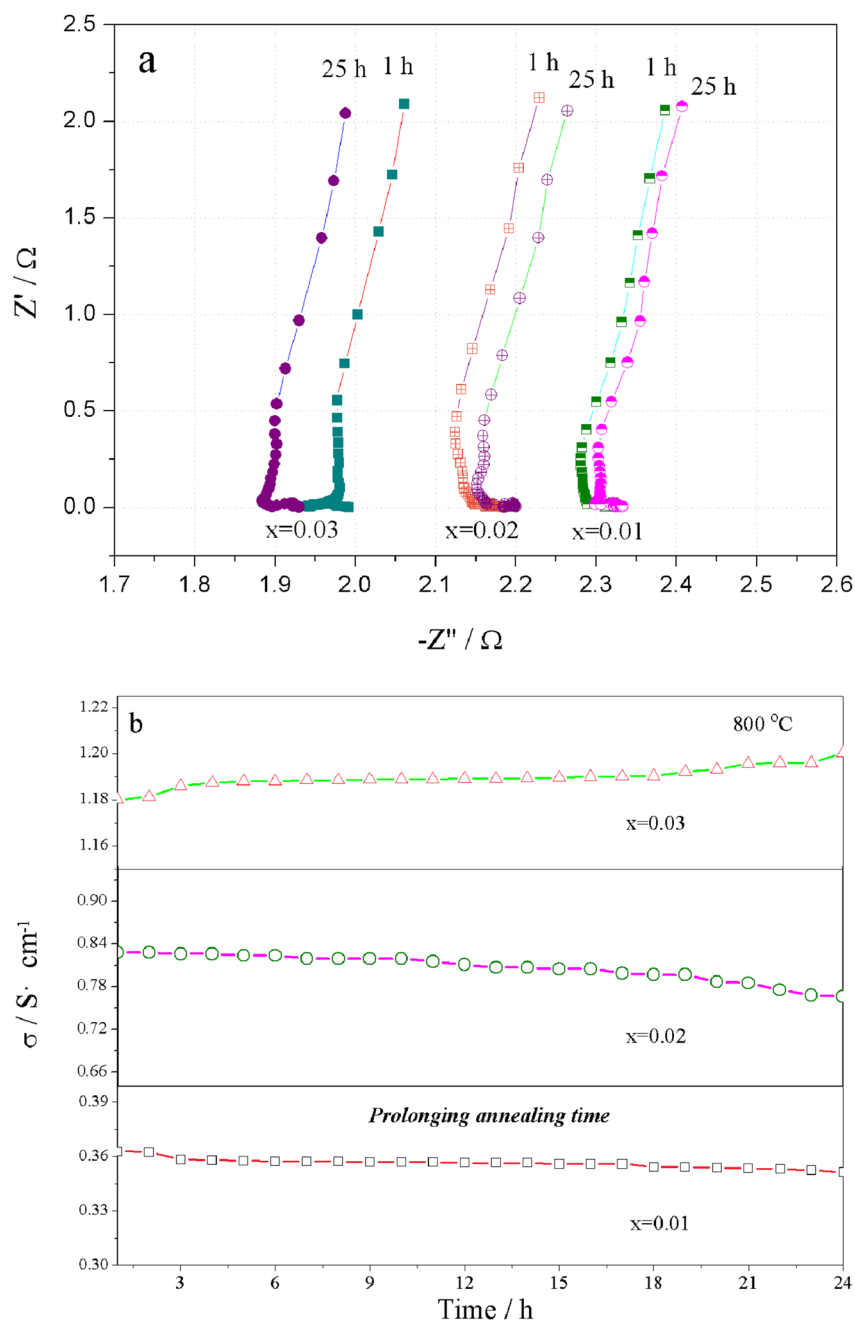 a
25 h 1 h 1 h 25 h 1 h 25 h
2.5
2.0
1.5
1.0
0.5
0.0
Z' / Ω
x=0.03 x=0.02 x=0.01
1.7 1.8 1.9 2.0 2.1 2.2 2.3 2.4 2.5 2.6
-Z" / Ω
b
800 °C
1.22
1.20
1.18
1.16
x=0.03
0.90
0.84
0.78
0.72
0.66
x=0.02
σ / S· cm-1
Prolonging annealing time
0.39
0.36
0.33
0.30
x=0.01
3 6 9 12 15 18 21 24
Time / h